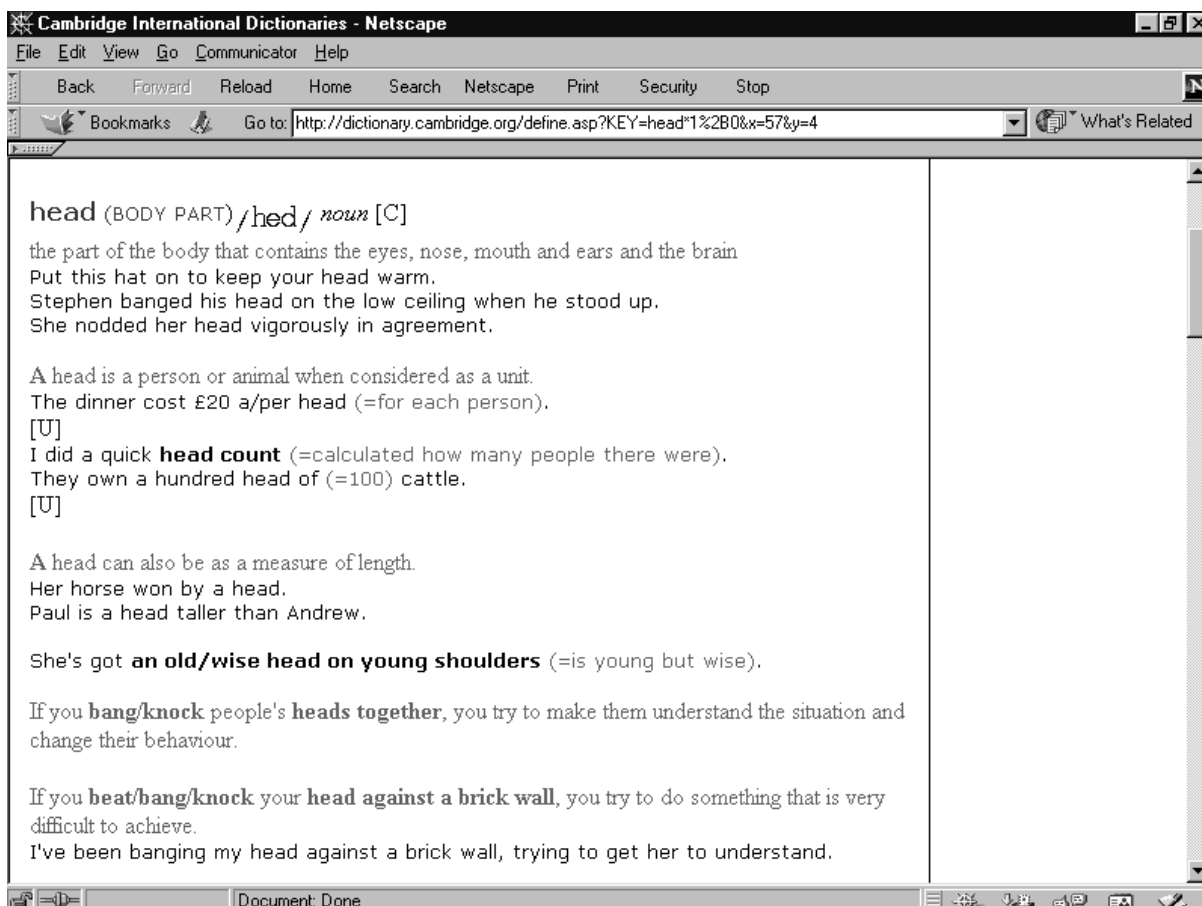 Cambridge International Dictionaries - Netscape
File Edit View Go Communicator Help
Back Forward Reload Home Search Netscape Print Security Stop
N
Bookmarks Go to: http://dictionary.cambridge.org/define.asp?KEY=head*1%2B0&x=57&y=4 What's Related
head (BODY PART) /hed/ noun [C]
the part of the body that contains the eyes, nose, mouth and ears and the brain
Put this hat on to keep your head warm.
Stephen banged his head on the low ceiling when he stood up.
She nodded her head vigorously in agreement.
A head is a person or animal when considered as a unit.
The dinner cost £20 a/per head (=for each person).
[U]
I did a quick head count (=calculated how many people there were).
They own a hundred head of (=100) cattle.
[U]
A head can also be as a measure of length.
Her horse won by a head.
Paul is a head taller than Andrew.
She's got an old/wise head on young shoulders (=is young but wise).
If you bang/knock people's heads together, you try to make them understand the situation and
change their behaviour.
If you beat/bang/knock your head against a brick wall, you try to do something that is very
difficult to achieve.
I've been banging my head against a brick wall, trying to get her to understand.
Document: Done